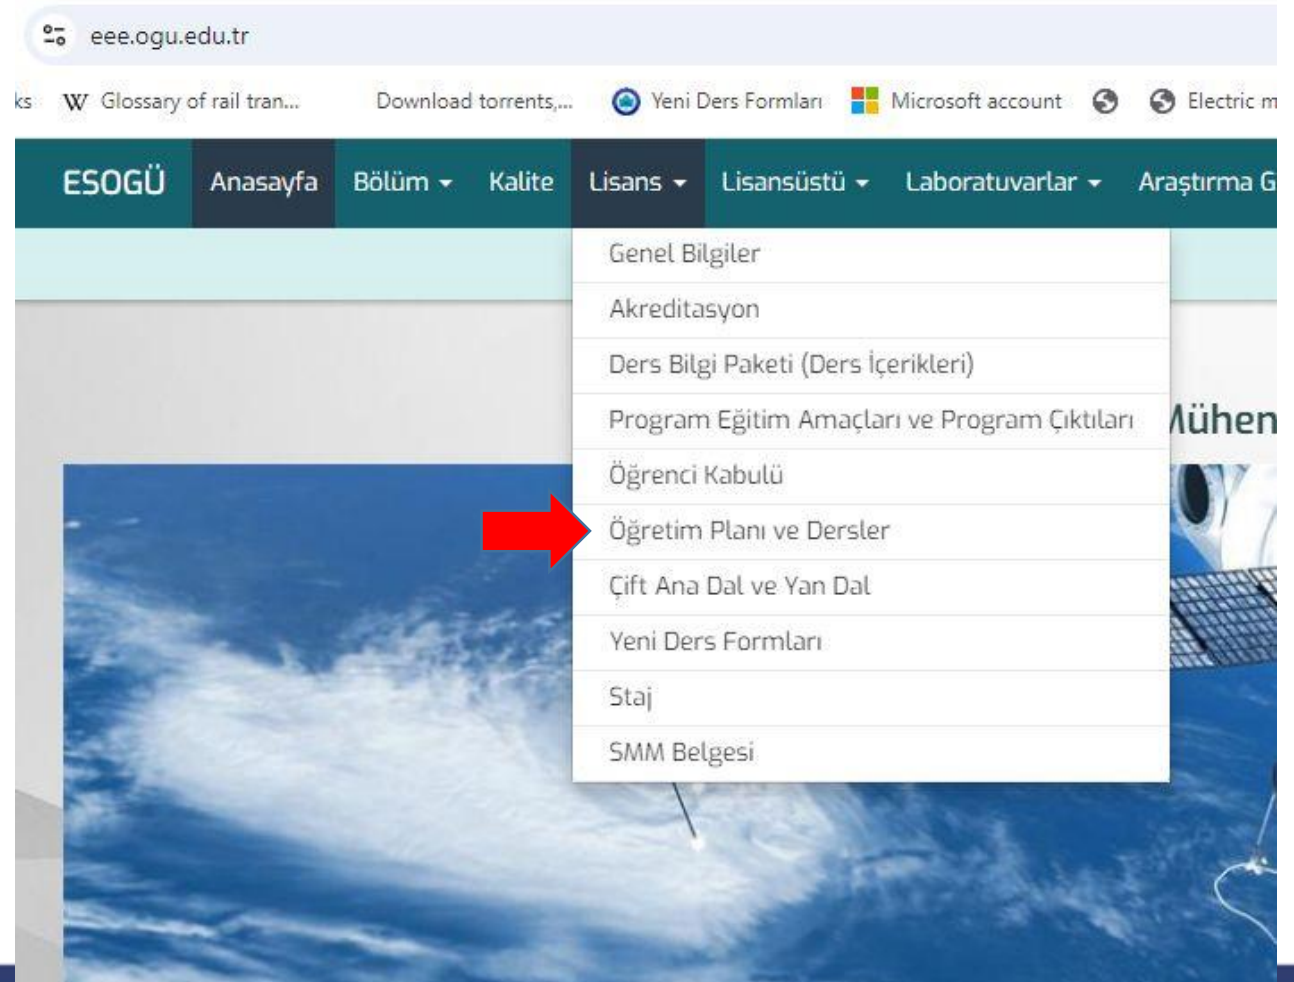 eee.ogu.edu.tr
ks Glossary of rail tran... Download torrents,... Yeni Ders Formları Microsoft account Electric m
ESOGÜ Anasayfa Bölüm Kalite Lisans Lisansüstü Laboratuvarlar Araştırma G
Genel Bilgiler
Akreditasyon
Ders Bilgi Paketi (Ders İçerikleri)
Program Eğitim Amaçları ve Program Çıktıları
Mühen
Öğrenci Kabulü
Öğretim Planı ve Dersler
Çift Ana Dal ve Yan Dal
Yeni Ders Formları
Staj
SMM Belgesi